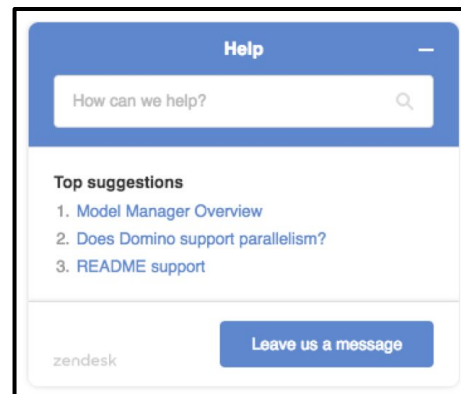 Help
How can we help?
Top suggestions
1. Model Manager Overview
2. Does Domino support parallelism?
3. README support
zendesk
Leave us a message